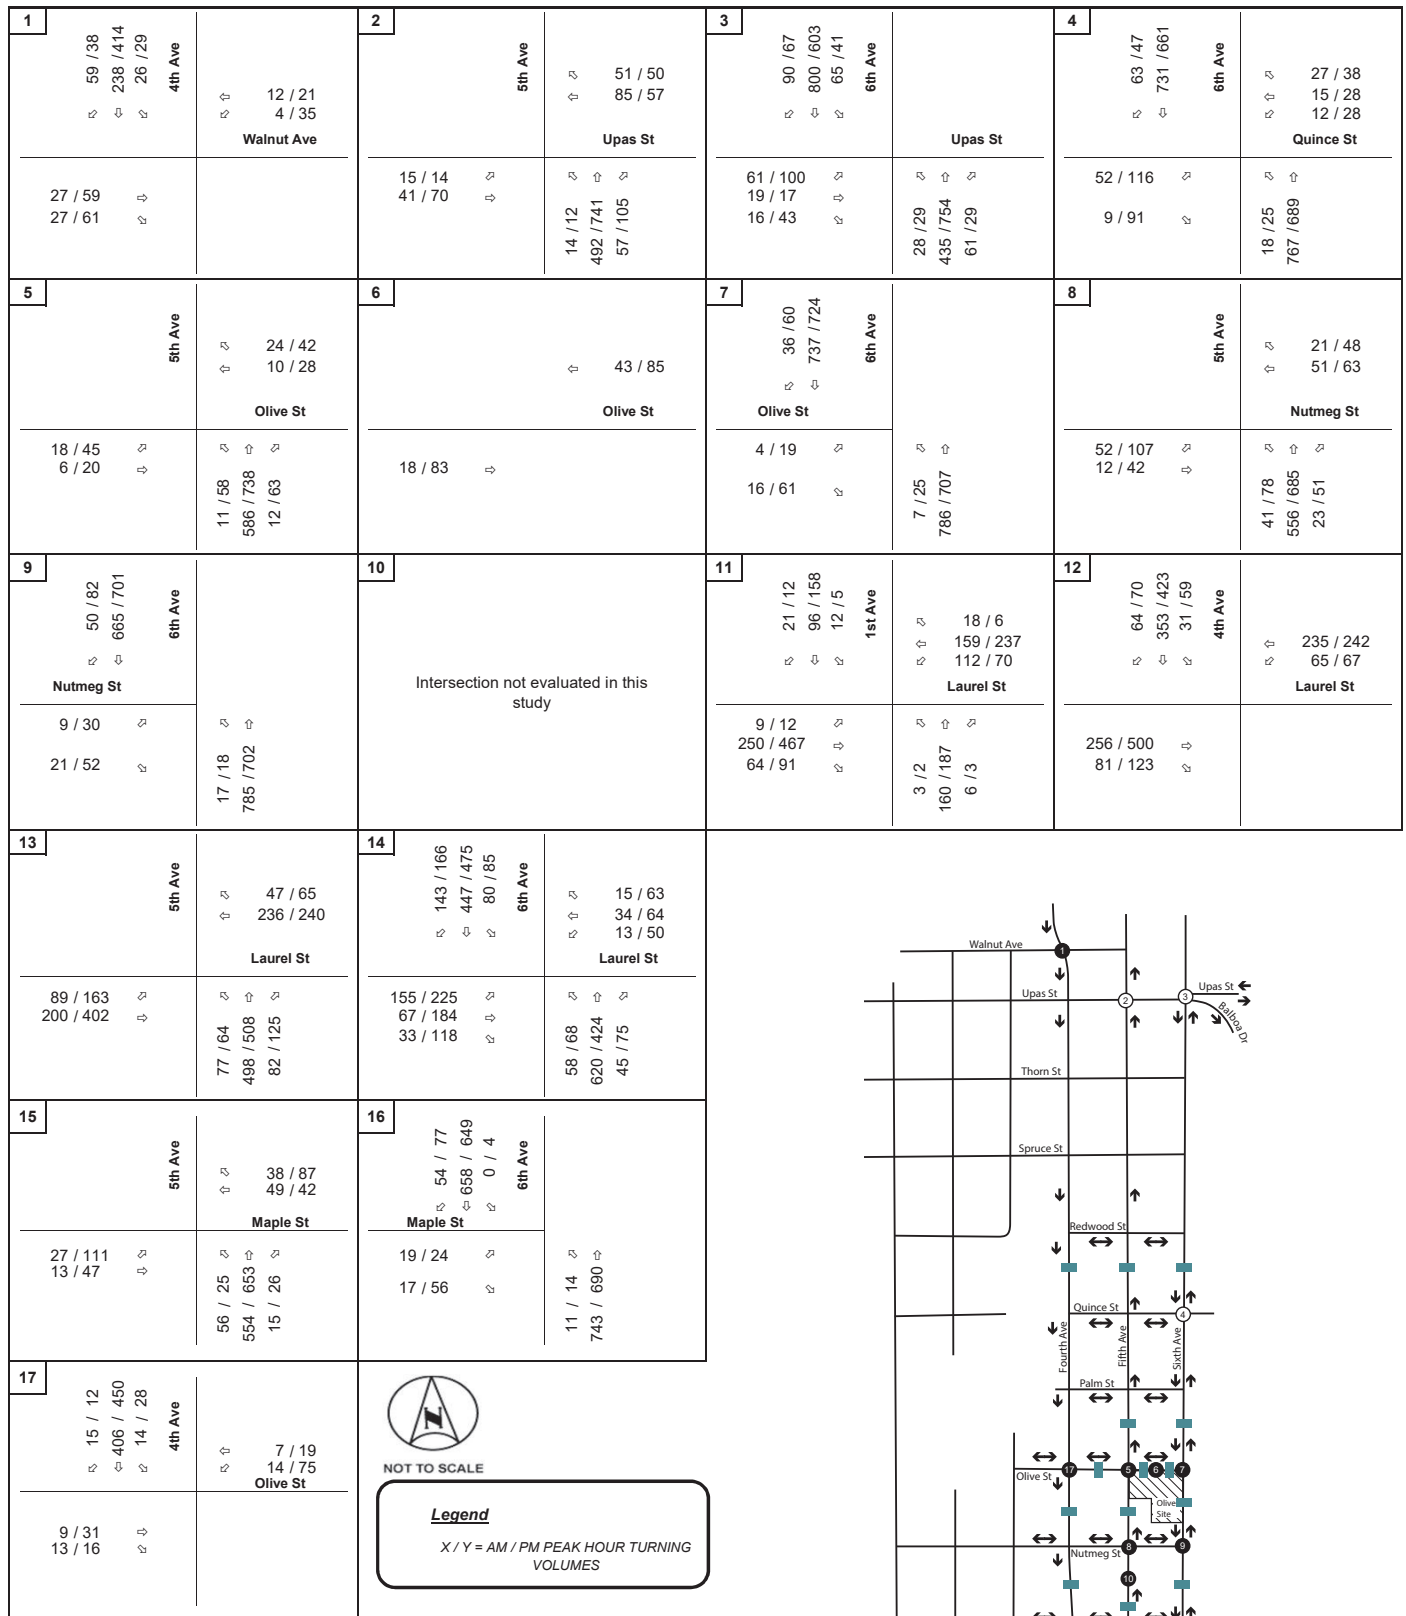 1
59 / 38
238 / 414
26 / 29
4th Ave
12 / 21
4 / 35
Walnut Ave
27 / 59
27 / 61
2
5th Ave
51 / 50
85 / 57
Upas St
15 / 14
41 / 70
14 / 12
492 / 741
57 / 105
3
90 / 67
800 / 603
65 / 41
6th Ave
Upas St
61 / 100
19 / 17
16 / 43
28 / 29
435 / 754
61 / 29
4
63 / 47
731 / 661
6th Ave
27 / 38
15 / 28
12 / 28
Quince St
52 / 116
9 / 91
18 / 25
767 / 689
5
5th Ave
24 / 42
10 / 28
Olive St
18 / 45
6 / 20
11 / 58
586 / 738
12 / 63
6
43 / 85
Olive St
18 / 83
7
36 / 60
737 / 724
6th Ave
Olive St
4 / 19
16 / 61
7 / 25
786 / 707
8
5th Ave
21 / 48
51 / 63
Nutmeg St
52 / 107
12 / 42
41 / 78
556 / 685
23 / 51
9
50 / 82
665 / 701
6th Ave
Nutmeg St
9 / 30
21 / 52
17 / 18
785 / 702
10
Intersection not evaluated in this
study
11
21 / 12
96 / 158
12 / 5
1st Ave
18 / 6
159 / 237
112 / 70
Laurel St
9 / 12
250 / 467
64 / 91
3 / 2
160 / 187
6 / 3
12
64 / 70
353 / 423
31 / 59
4th Ave
235 / 242
65 / 67
Laurel St
256 / 500
81 / 123
13
5th Ave
47 / 65
236 / 240
Laurel St
89 / 163
200 / 402
77 / 64
498 / 508
82 / 125
14
143 / 166
447 / 475
80 / 85
6th Ave
15 / 63
34 / 64
13 / 50
Laurel St
155 / 225
67 / 184
33 / 118
58 / 68
620 / 424
45 / 75
15
5th Ave
38 / 87
49 / 42
Maple St
27 / 111
13 / 47
56 / 25
554 / 653
15 / 26
16
54 / 77
658 / 649
0 / 4
6th Ave
Maple St
19 / 24
17 / 56
11 / 14
743 / 690
17
15 / 12
406 / 450
14 / 28
4th Ave
7 / 19
14 / 75
Olive St
9 / 31
13 / 16
N
NOT TO SCALE
Legend
X / Y = AM / PM PEAK HOUR TURNING
VOLUMES
Walnut Ave
1
Upas St
2
3
Upas St
Balboa Dr
Thorn St
Spruce St
Redwood St
Quince St
4
Fourth Ave
Fifth Ave
Sixth Ave
Palm St
Olive St
17
5
6
7
Olive
Site
Nutmeg St
8
9
10